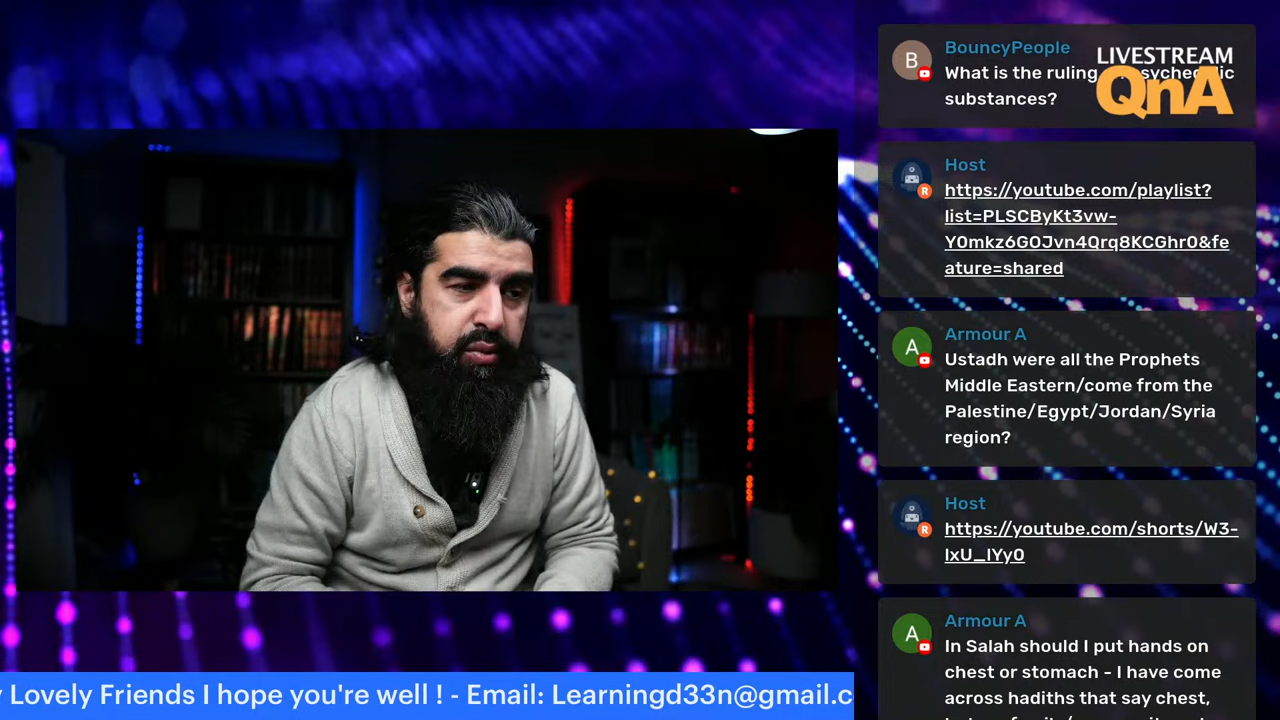 BouncyPeople
LIVESTREAM
QnA
What is the ruling
substances?
Host
https://youtube.com/playlist?
list=PLSCByKt3vw-
Y0mkz6GOJvn4Qrq8KCGhr0&fe
ature=shared
Armour A
Ustadh were all the Prophets
Middle Eastern/come from the
Palestine/Egypt/Jordan/Syria
region?
Host
https://youtube.com/shorts/W3-
IxU_IYy0
Armour A
In Salah should I put hands on
chest or stomach - I have come
across hadiths that say chest,
Lovely Friends I hope you're well ! - Email: Learningd33n@gmail.c